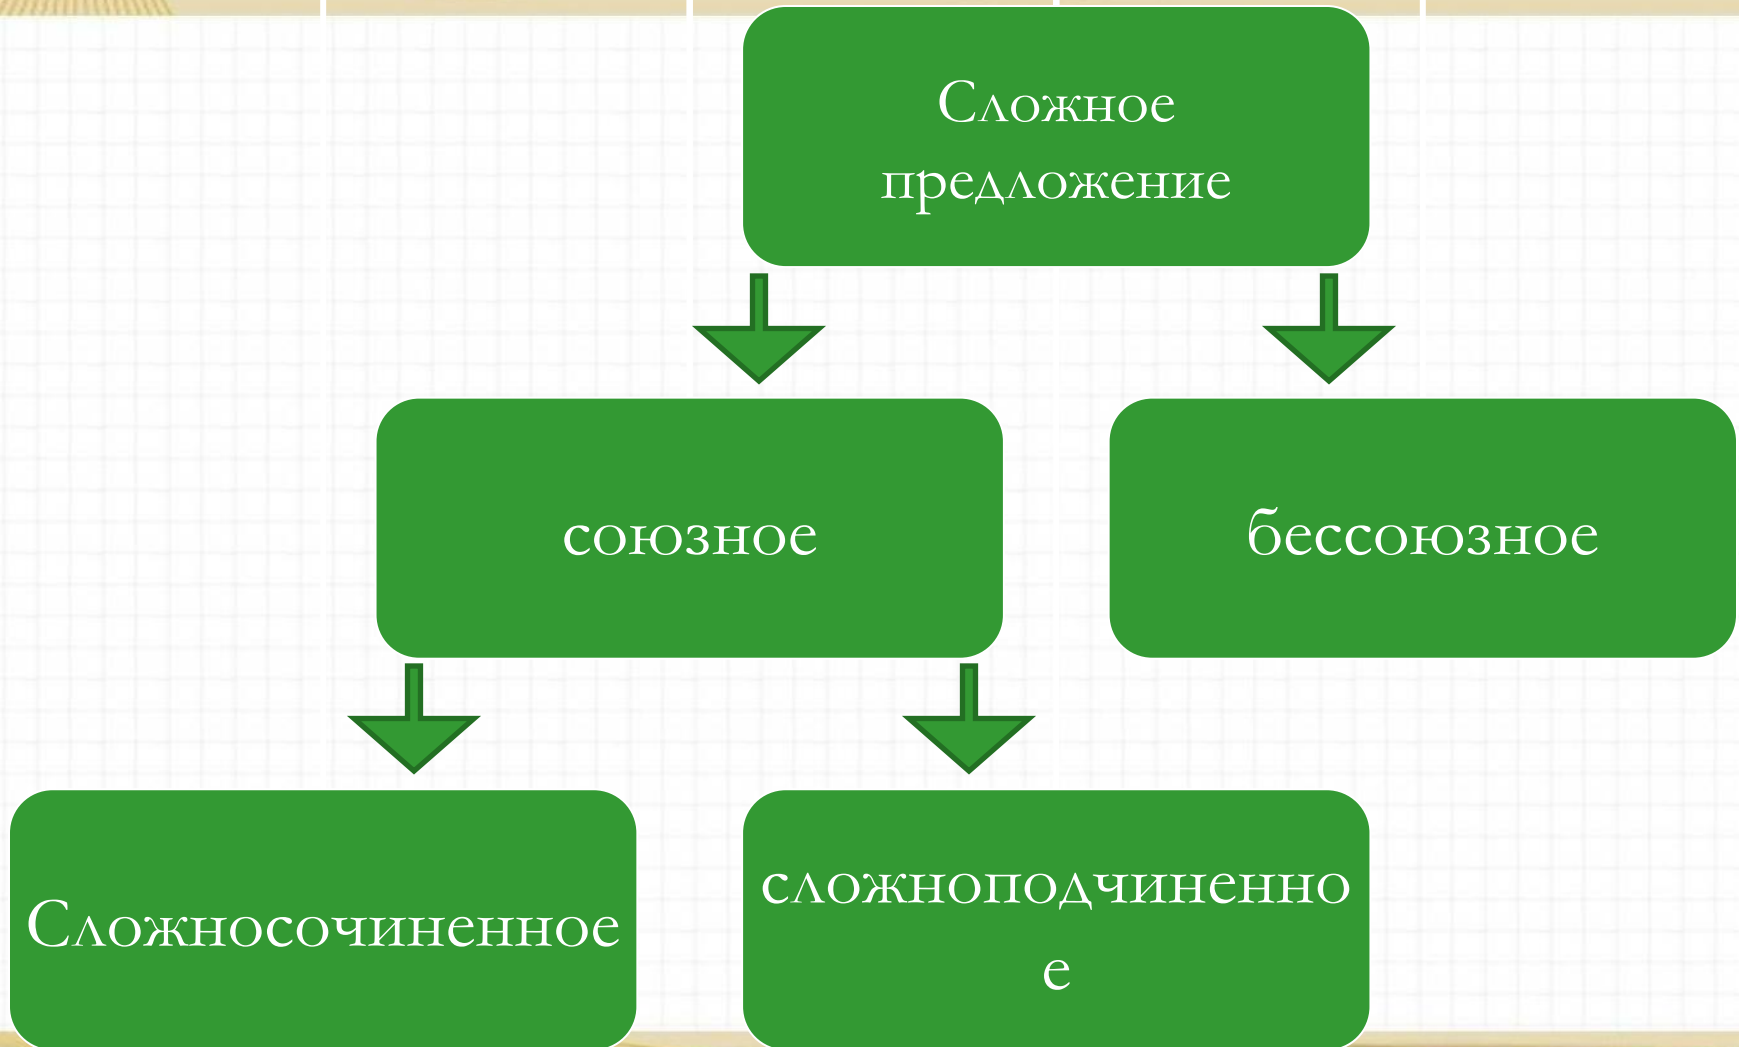 Сложное
предложение
союзное
бессоюзное
Сложносочиненное
сложноподчиненно
е